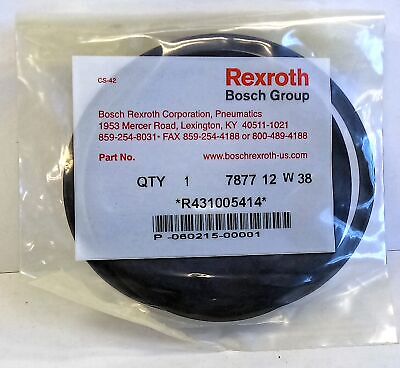 CS-42
Rexroth
Bosch Group
Bosch Rexroth Corporation, Pneumatics
1953 Mercer Road, Lexington, KY 40511-1021
859-254-8031• FAX 859-254-4188 or 800-489-4188
Part No.
www.boschrexroth-us.com
QTY 1 7877 12 W 38
*R431005414*
P -060215-00001